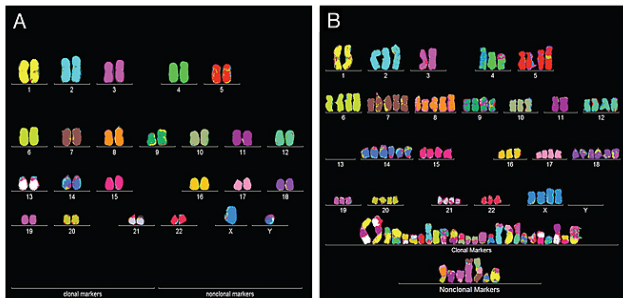 A
1 2 3 4 5
6 7 8 9 10 11 12
13 14 15 16 17 18
19 20 21 22 X Y
clonal markers nonclonal markers
B
1 2 3 4 5
6 7 8 9 10 11 12
13 14 15 16 17 18
19 20 21 22 X Y
Clonal Markers
Nonclonal Markers